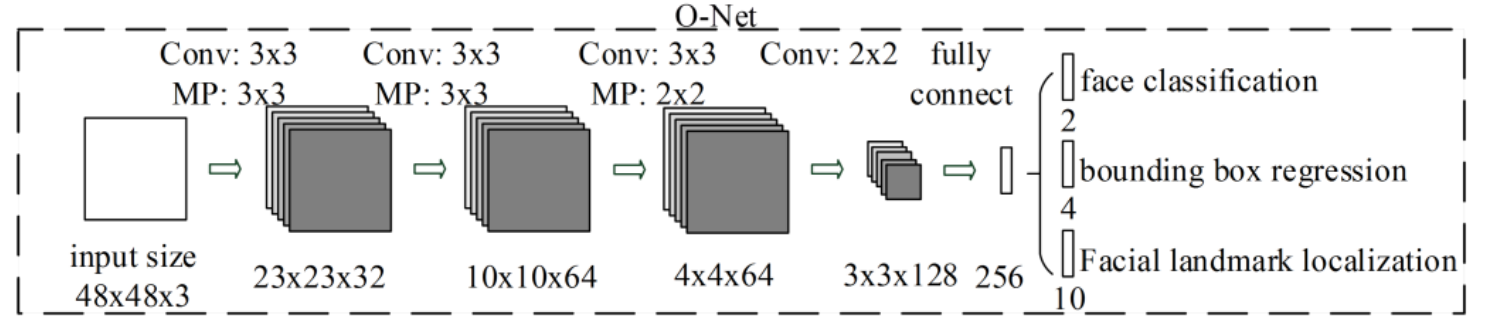 O-Net
Conv: 3x3
MP: 3x3
Conv: 3x3
MP: 3x3
Conv: 3x3
MP: 2x2
Conv: 2x2
fully
connect
input size
48x48x3
23x23x32
10x10x64
4x4x64
3x3x128
256
face classification
2
bounding box regression
4
Facial landmark localization
10